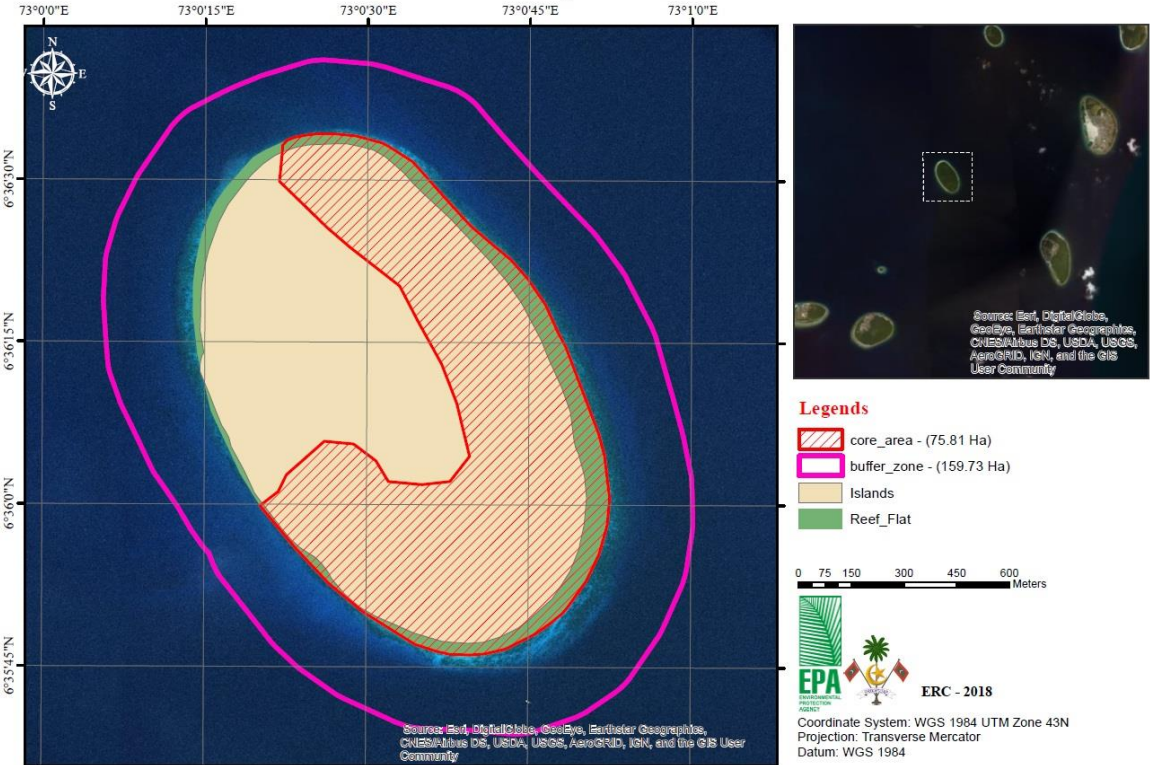 73°0'0"E 73°0'15"E 73°0'30"E 73°0'45"E 73°1'0"E
N
E
S
6°36'30"N
6°36'15"N
6°36'0"N
6°35'45"N
Source: Esri, DigitalGlobe, GeoEye, Earthstar Geographics,
CNES/Airbus DS, USDA, USGS, AeroGRID, IGN, and the GIS User
Community
Source: Esri, DigitalGlobe,
GeoEye, Earthstar Geographics,
CNES/Airbus DS, USDA, USGS,
AeroGRID, IGN, and the GIS
User Community
Legends
core_area - (75.81 Ha)
buffer_zone - (159.73 Ha)
Islands
Reef_Flat
0 75 150 300 450 600
Meters
EPA
ENVIRONMENTAL
PROTECTION
AGENCY
ERC - 2018
Coordinate System: WGS 1984 UTM Zone 43N
Projection: Transverse Mercator
Datum: WGS 1984